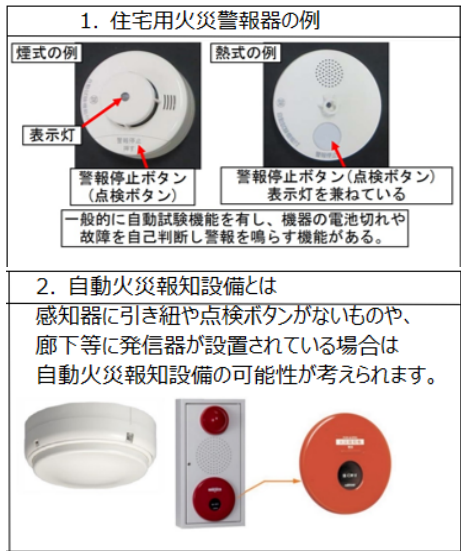 1. 住宅用火災警報器の例
煙式の例
熱式の例
表示灯
警報停止ボタン
(点検ボタン)
警報停止ボタン(点検ボタン)
表示灯を兼ねている
一般的に自動試験機能を有し、機器の電池切れや
故障を自己判断し警報を鳴らす機能がある。
2. 自動火災報知設備とは
感知器に引き紐や点検ボタンがないものや、
廊下等に発信器が設置されている場合は
自動火災報知設備の可能性が考えられます。